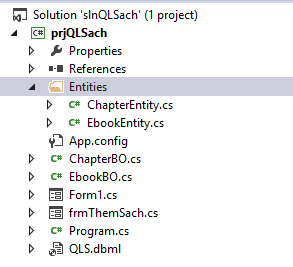 Solution 'slnQLSach' (1 project)
C# prjQLSach
Properties
References
Entities
C# ChapterEntity.cs
C# EbookEntity.cs
App.config
C# ChapterBO.cs
C# EbookBO.cs
Form1.cs
frmThemSach.cs
C# Program.cs
QLS.dbml